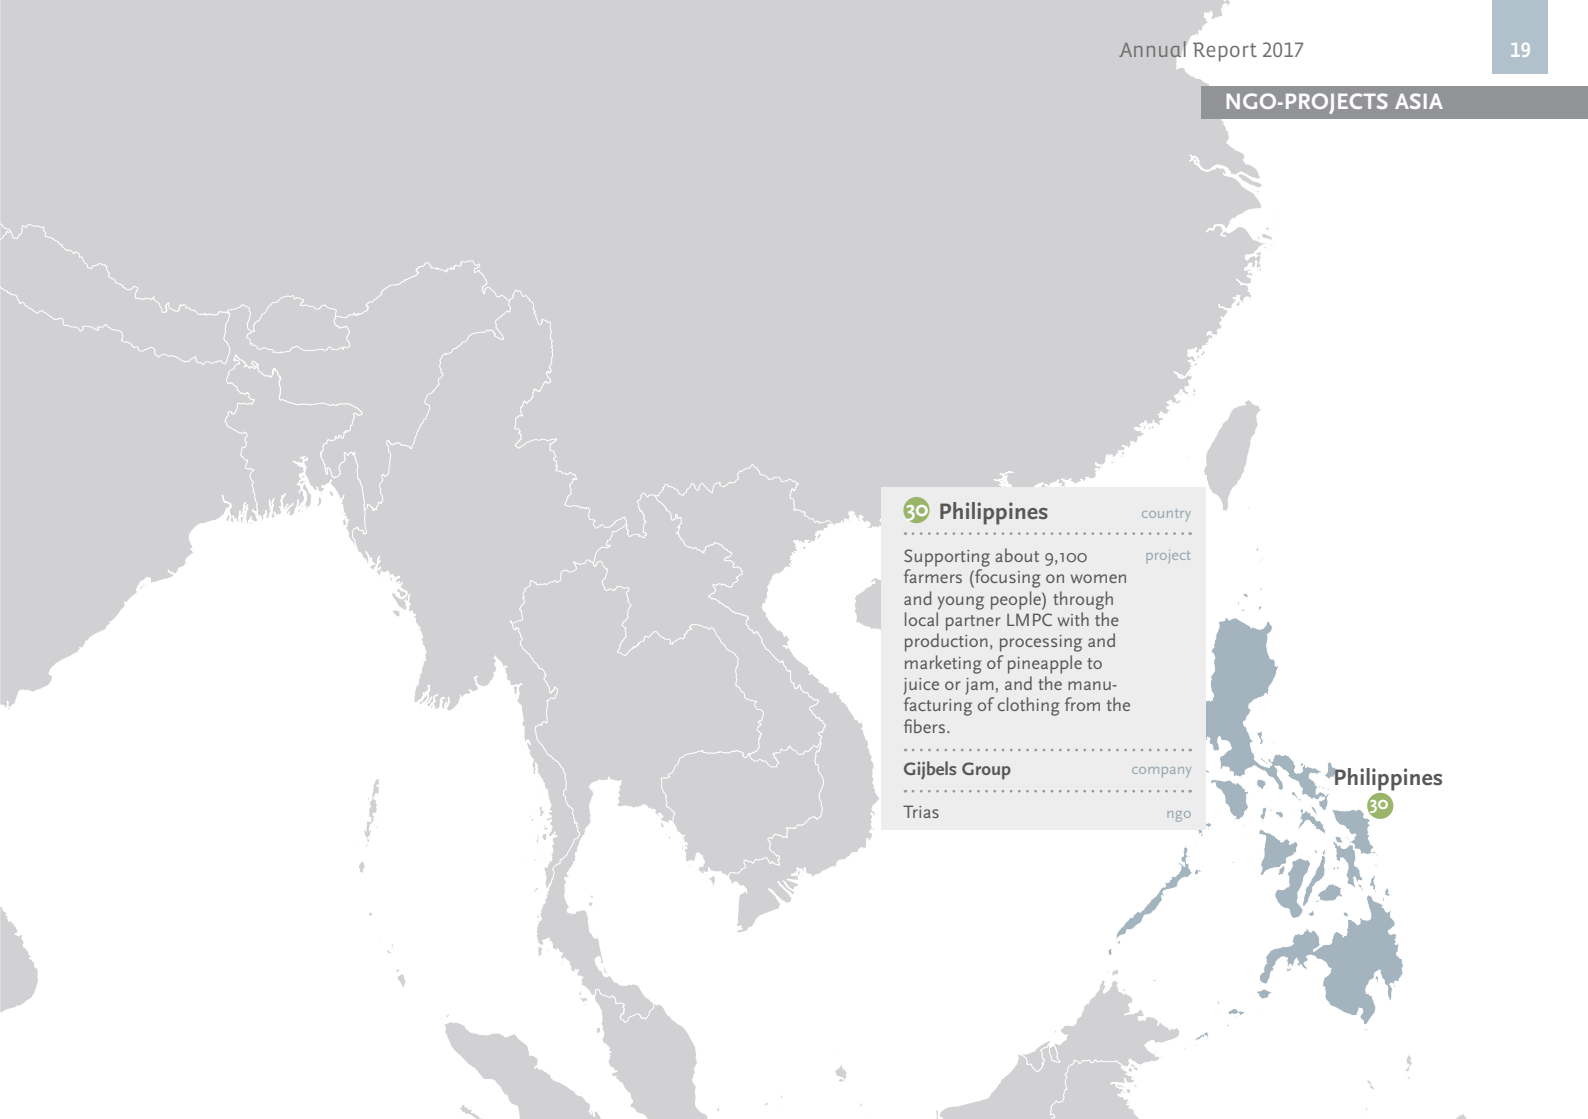 Annual Report 2017
19
NGO-PROJECTS ASIA
30 Philippines country
Supporting about 9,100 project
farmers (focusing on women
and young people) through
local partner LMPC with the
production, processing and
marketing of pineapple to
juice or jam, and the manu-
facturing of clothing from the
fibers.
Gijbels Group company
Trias ngo
Philippines
30